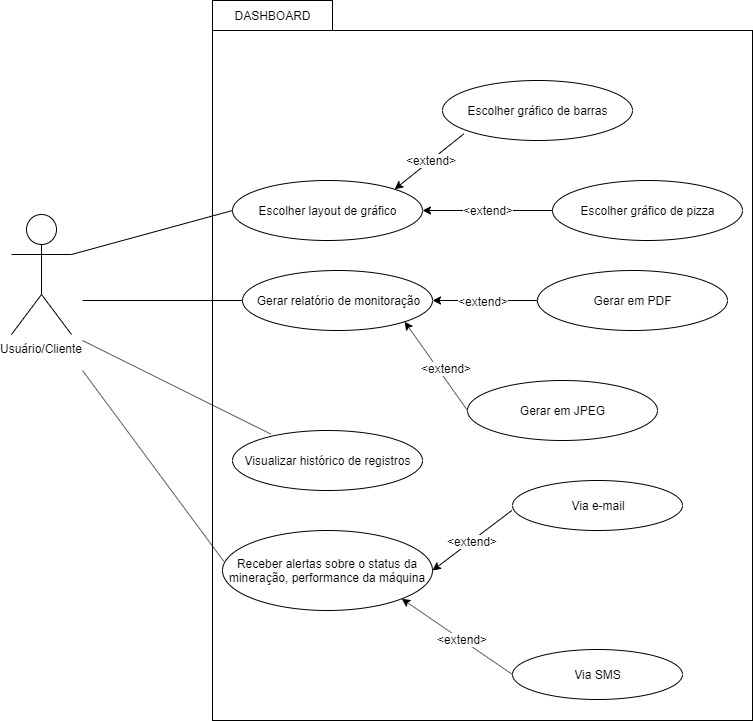 DASHBOARD
Escolher gráfico de barras
<extend>
Escolher layout de gráfico
<extend>
Escolher gráfico de pizza
Gerar relatório de monitoração
<extend>
Gerar em PDF
Usuário/Cliente
<extend>
Gerar em JPEG
Visualizar histórico de registros
Via e-mail
<extend>
Receber alertas sobre o status da
mineração, performance da máquina
<extend>
Via SMS